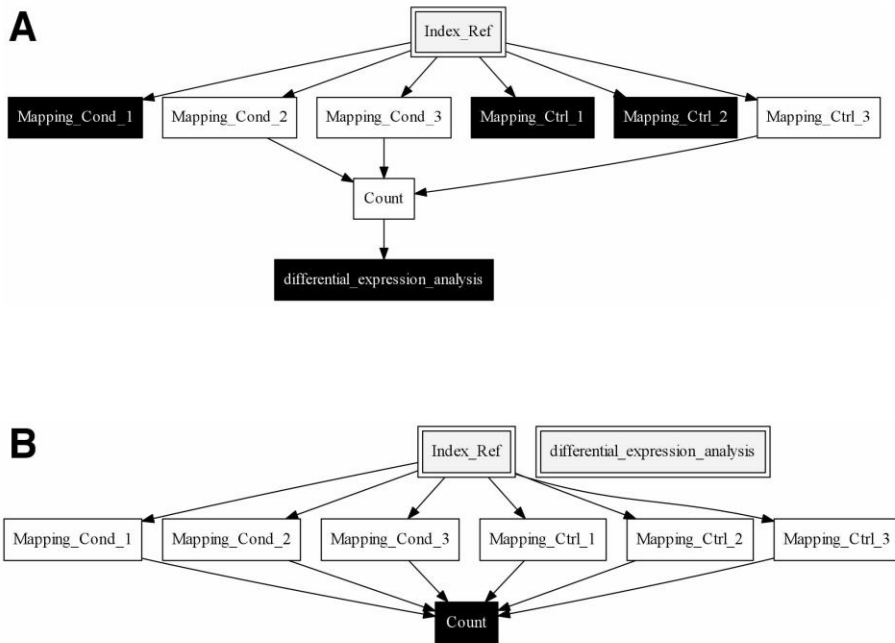 A
Index_Ref
Mapping_Cond_1
Mapping_Cond_2
Mapping_Cond_3
Mapping_Ctrl_1
Mapping_Ctrl_2
Mapping_Ctrl_3
Count
differential_expression_analysis
B
Index_Ref
differential_expression_analysis
Mapping_Cond_1
Mapping_Cond_2
Mapping_Cond_3
Mapping_Ctrl_1
Mapping_Ctrl_2
Mapping_Ctrl_3
Count